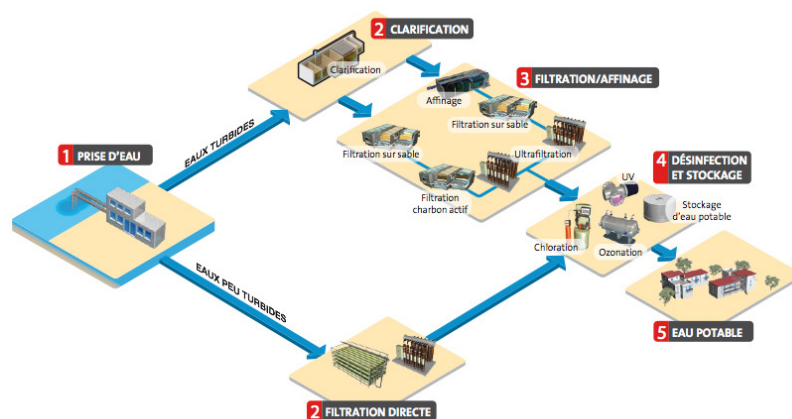 2 CLARIFICATION
Clarification
3 FILTRATION/AFFINAGE
Affinage
Filtration sur sable
EAUX TURBIDES
1 PRISE D'EAU
Filtration sur sable
Ultrafiltration
4 DÉSINFECTION
ET STOCKAGE
UV
Filtration
charbon actif
Stockage
d'eau potable
Chloration
Ozonation
EAUX PEU TURBIDES
5 EAU POTABLE
2 FILTRATION DIRECTE